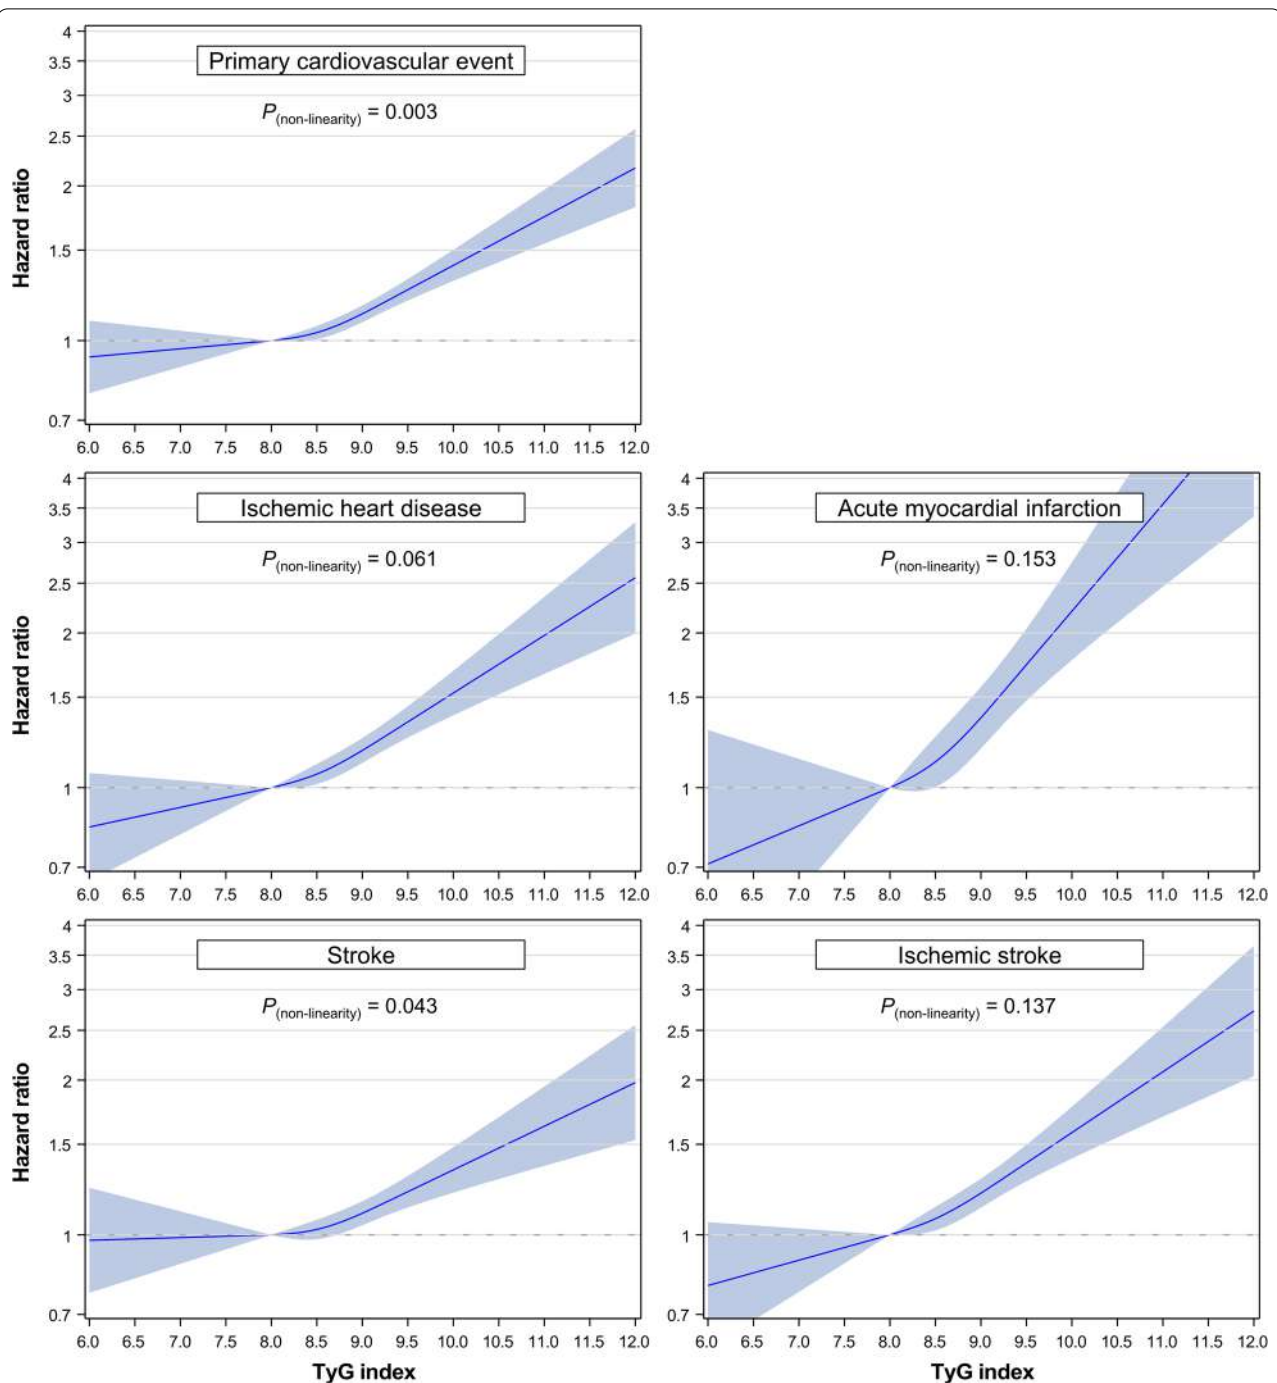 Primary cardiovascular event
P(non-linearity) = 0.003
Hazard ratio
4
3.5
3
2.5
2
1.5
1
0.7
6.0 6.5 7.0 7.5 8.0 8.5 9.0 9.5 10.0 10.5 11.0 11.5 12.0
Ischemic heart disease
P(non-linearity) = 0.061
Hazard ratio
4
3.5
3
2.5
2
1.5
1
0.7
6.0 6.5 7.0 7.5 8.0 8.5 9.0 9.5 10.0 10.5 11.0 11.5 12.0
Acute myocardial infarction
P(non-linearity) = 0.153
4
3.5
3
2.5
2
1.5
1
0.7
6.0 6.5 7.0 7.5 8.0 8.5 9.0 9.5 10.0 10.5 11.0 11.5 12.0
Stroke
P(non-linearity) = 0.043
Hazard ratio
4
3.5
3
2.5
2
1.5
1
0.7
6.0 6.5 7.0 7.5 8.0 8.5 9.0 9.5 10.0 10.5 11.0 11.5 12.0
TyG index
Ischemic stroke
P(non-linearity) = 0.137
4
3.5
3
2.5
2
1.5
1
0.7
6.0 6.5 7.0 7.5 8.0 8.5 9.0 9.5 10.0 10.5 11.0 11.5 12.0
TyG index